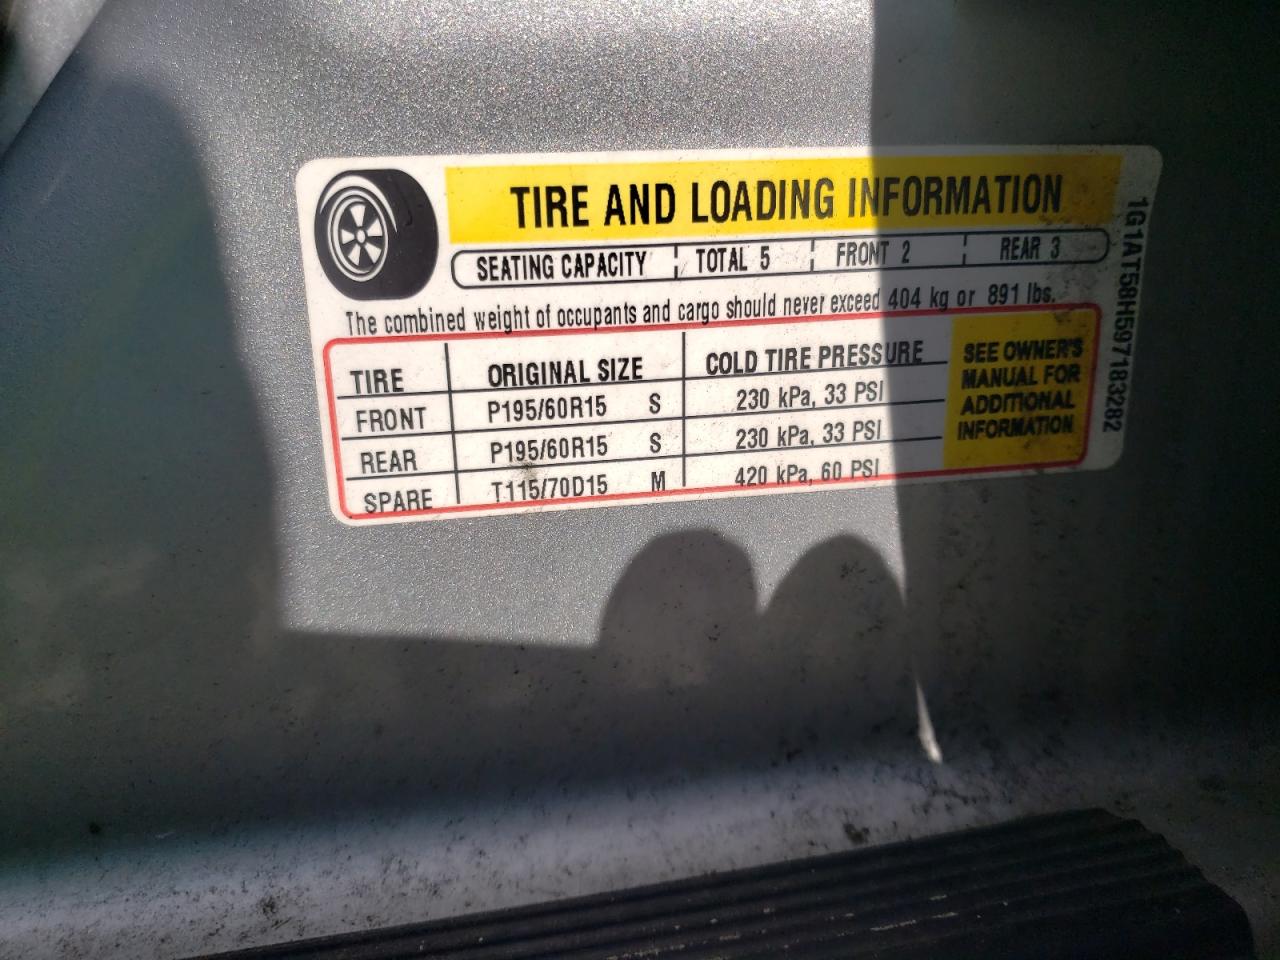 TIRE AND LOADING INFORMATION
SEATING CAPACITY TOTAL 5 FRONT 2 REAR 3
The combined weight of occupants and cargo should never exceed 404 kg or 891 lbs.
TIRE ORIGINAL SIZE COLD TIRE PRESSURE
FRONT P195/60R15 S 230 kPa, 33 PSI
REAR P195/60R15 S 230 kPa, 33 PSI
SPARE T115/70D15 M 420 kPa, 60 PSI
SEE OWNER'S
MANUAL FOR
ADDITIONAL
INFORMATION
1G1AT58H597183282